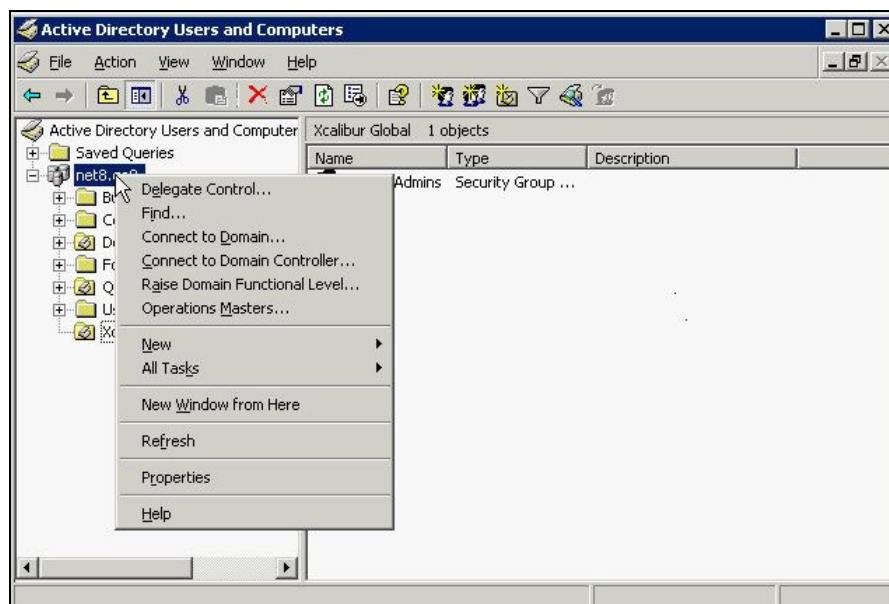 Active Directory Users and Computers
File Action View Window Help
Active Directory Users and Computer
Xcalibur Global 1 objects
Saved Queries
Name Type Description
Admins Security Group ...
Delegate Control...
Find...
Connect to Domain...
Connect to Domain Controller...
Raise Domain Functional Level...
Operations Masters...
New
All Tasks
New Window from Here
Refresh
Properties
Help